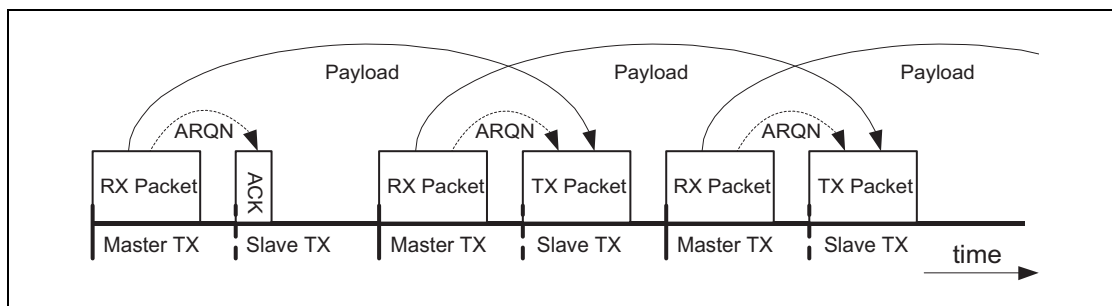 Payload Payload Payload
ARQN ARQN ARQN
RX Packet ACK RX Packet TX Packet RX Packet TX Packet
Master TX Slave TX Master TX Slave TX Master TX Slave TX
time